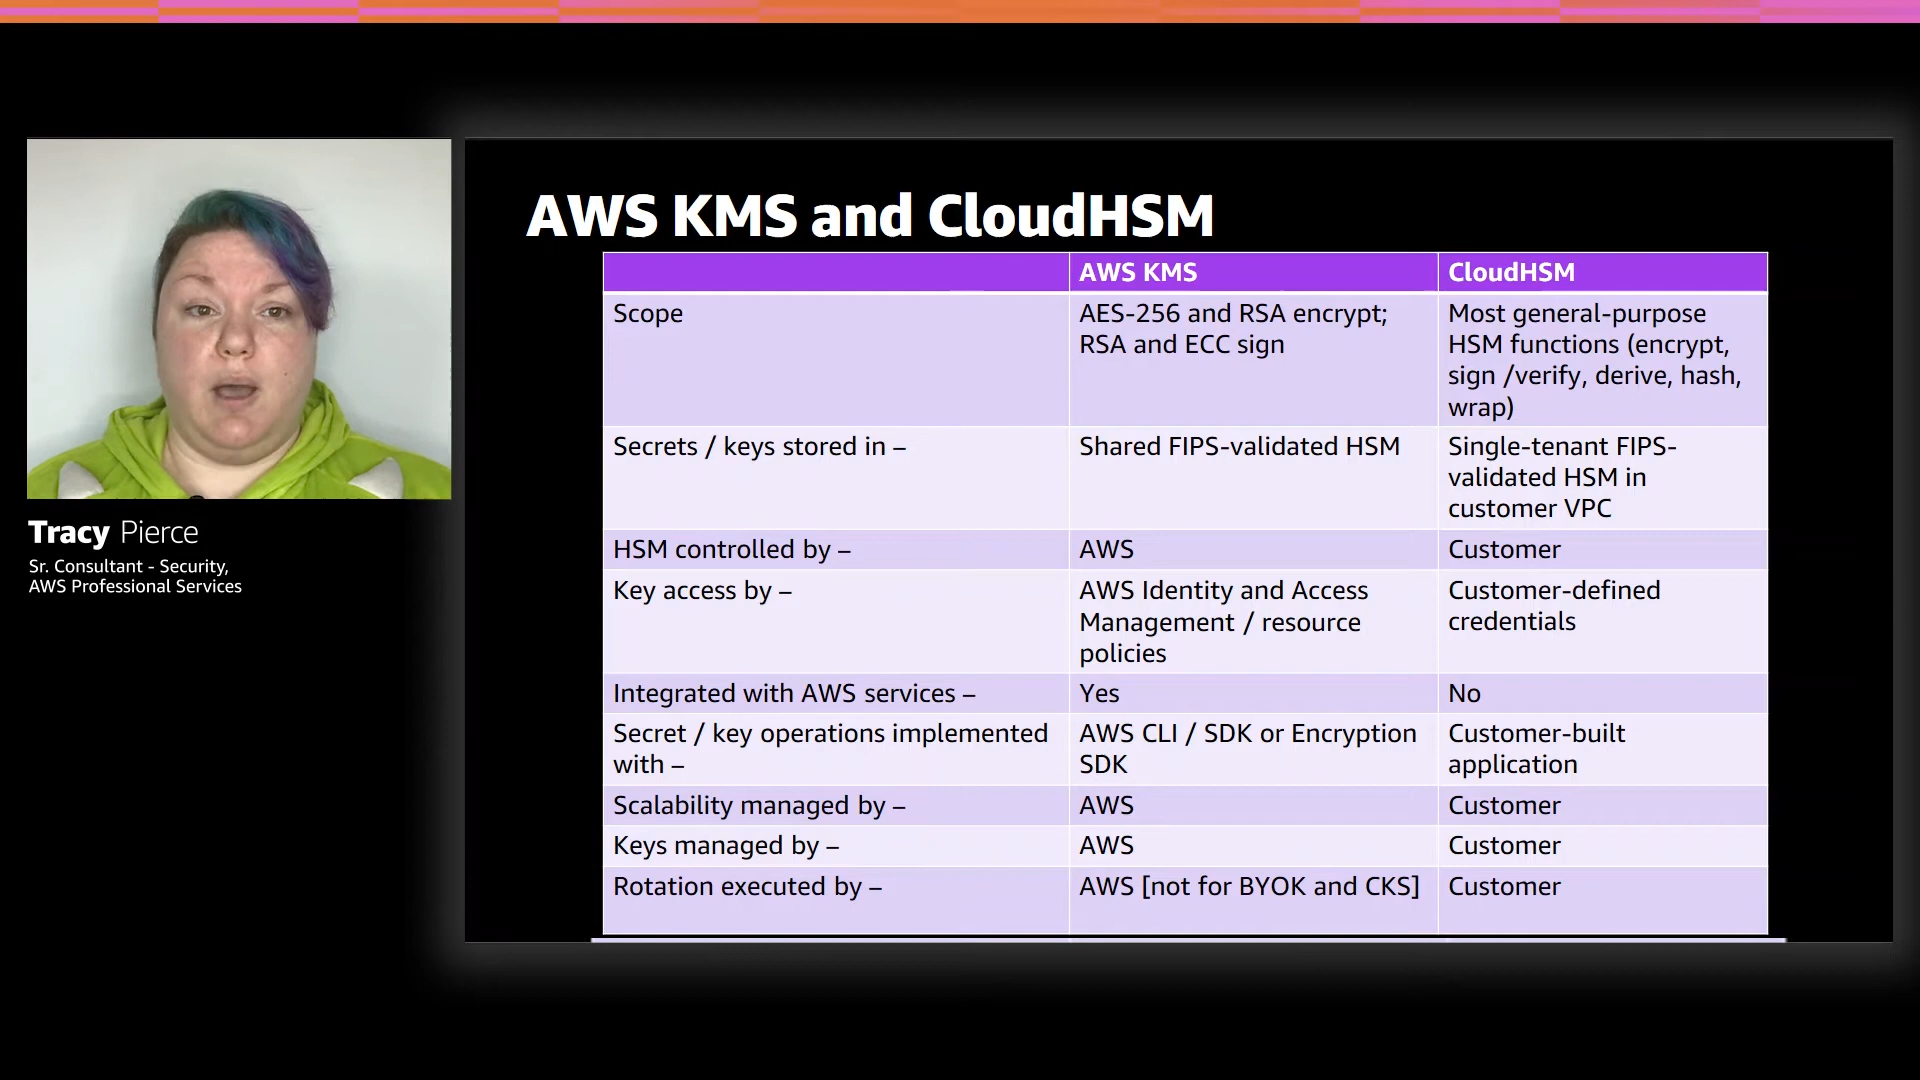 AWS KMS and CloudHSM
AWS KMS
CloudHSM
Scope
AES-256 and RSA encrypt;
RSA and ECC sign
Most general-purpose
HSM functions (encrypt,
sign /verify, derive, hash,
wrap)
Secrets / keys stored in –
Shared FIPS-validated HSM
Single-tenant FIPS-
validated HSM in
customer VPC
HSM controlled by –
AWS
Customer
Key access by –
AWS Identity and Access
Management / resource
policies
Customer-defined
credentials
Integrated with AWS services –
Yes
No
Secret / key operations implemented
with –
AWS CLI / SDK or Encryption
SDK
Customer-built
application
Scalability managed by –
AWS
Customer
Keys managed by –
AWS
Customer
Rotation executed by –
AWS [not for BYOK and CKS]
Customer
Tracy Pierce
Sr. Consultant - Security,
AWS Professional Services